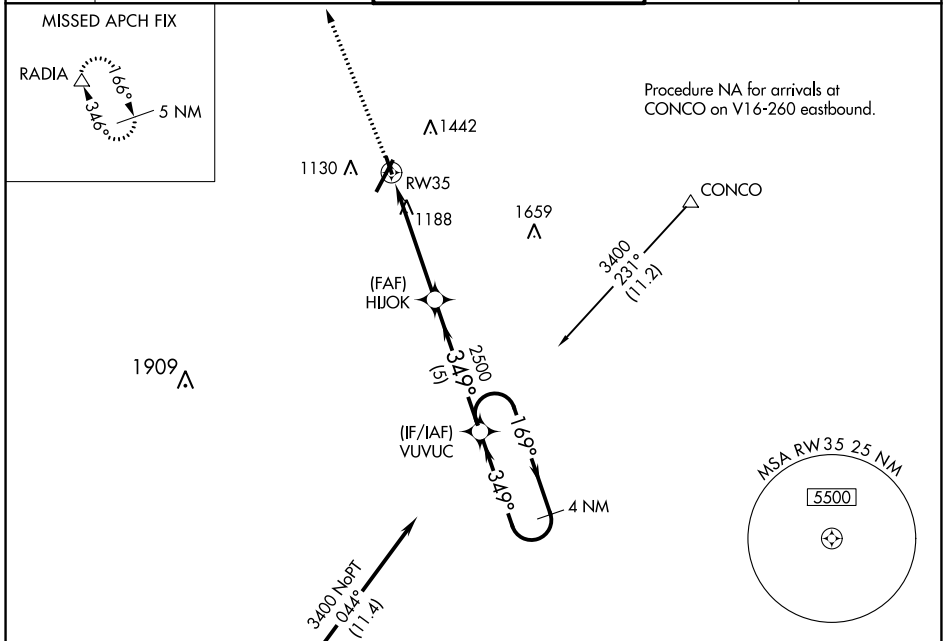 MISSED APCH FIX
RADIA
166°
346°
5 NM
Procedure NA for arrivals at
CONCO on V16-260 eastbound.
1442
1130
RW35
1188
1659
CONCO
3400
231°
(11.2)
(FAF)
HIJOK
2500
349°
(5)
1909
(IF/IAF)
VUVUC
169°
349°
4 NM
3400 NoPT
044°
(11.4)
MSA RW35 25 NM
5500